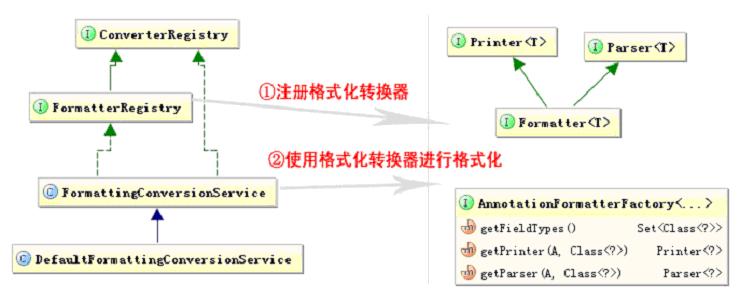 I ConverterRegistry
I Printer<T>
I Parser<T>
①注册格式化转换器
I FormatterRegistry
I Formatter<T>
②使用格式化转换器进行格式化
C FormattingConversionService
I AnnotationFormatterFactory<...>
m getFieldTypes() Set<Class<?>>
m getPrinter(A, Class<?>) Printer<?>
m getParser(A, Class<?>) Parser<?>
C DefaultFormattingConversionService